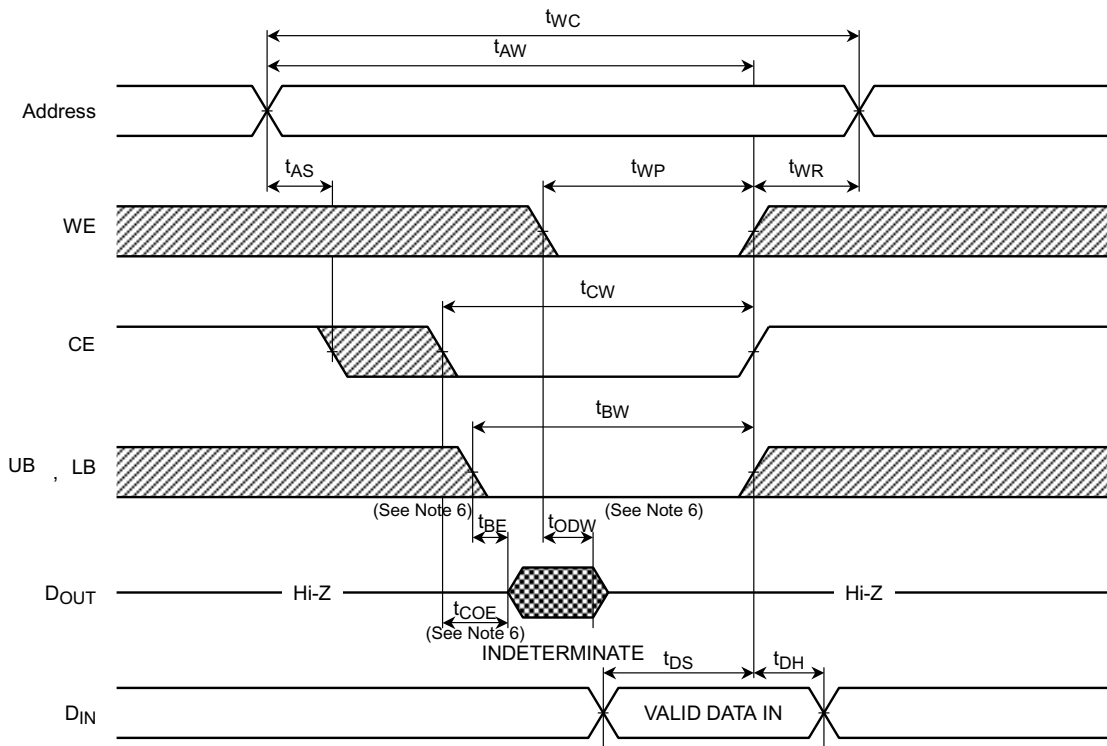 tWC
tAW
Address
tAS
tWP
tWR
WE
tCW
CE
tBW
UB , LB
(See Note 6)
(See Note 6)
tBE
tODW
DOUT
Hi-Z
Hi-Z
tCOE
(See Note 6)
INDETERMINATE
tDS
tDH
DIN
VALID DATA IN